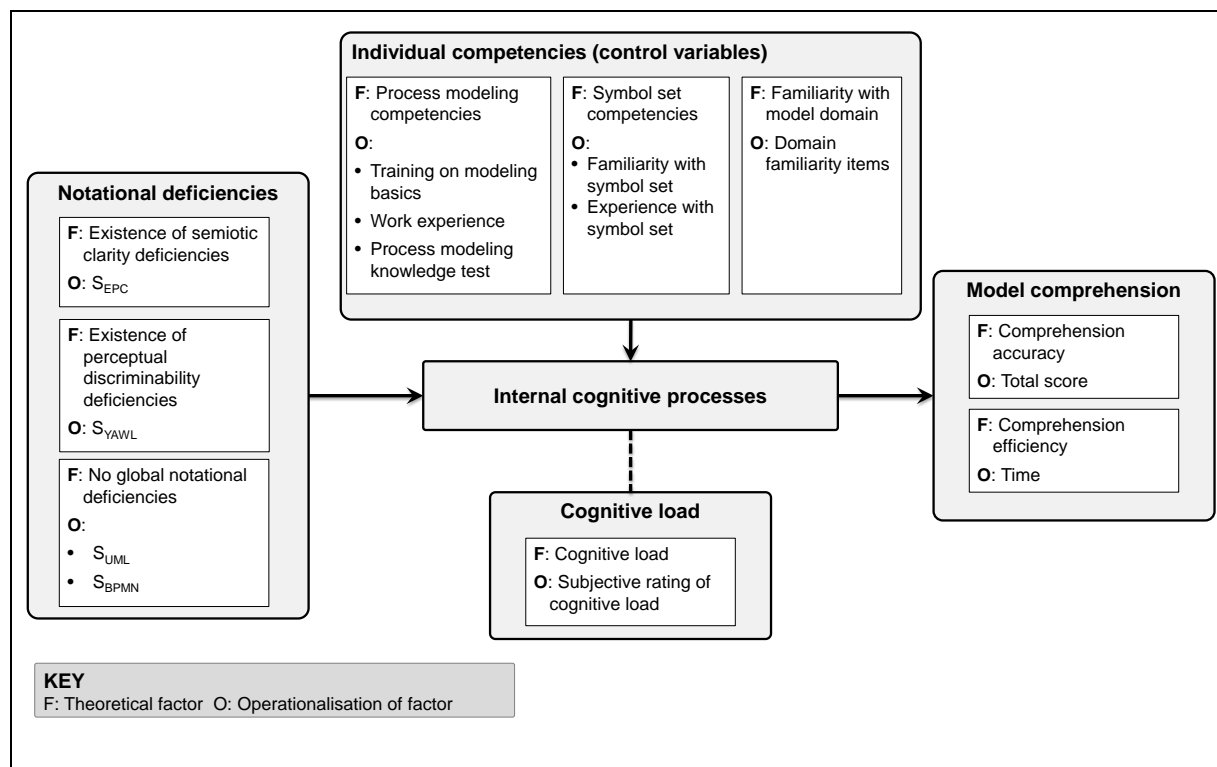 Individual competencies (control variables)
F: Process modeling
competencies
O:
• Training on modeling
basics
• Work experience
• Process modeling
knowledge test
F: Symbol set
competencies
O:
• Familiarity with
symbol set
• Experience with
symbol set
F: Familiarity with
model domain
O: Domain
familiarity items
Notational deficiencies
F: Existence of semiotic
clarity deficiencies
O: SEPC
F: Existence of
perceptual
discriminability
deficiencies
O: SYAWL
F: No global notational
deficiencies
O:
• SUML
• SBPMN
Internal cognitive processes
Cognitive load
F: Cognitive load
O: Subjective rating of
cognitive load
Model comprehension
F: Comprehension
accuracy
O: Total score
F: Comprehension
efficiency
O: Time
KEY
F: Theoretical factor O: Operationalisation of factor